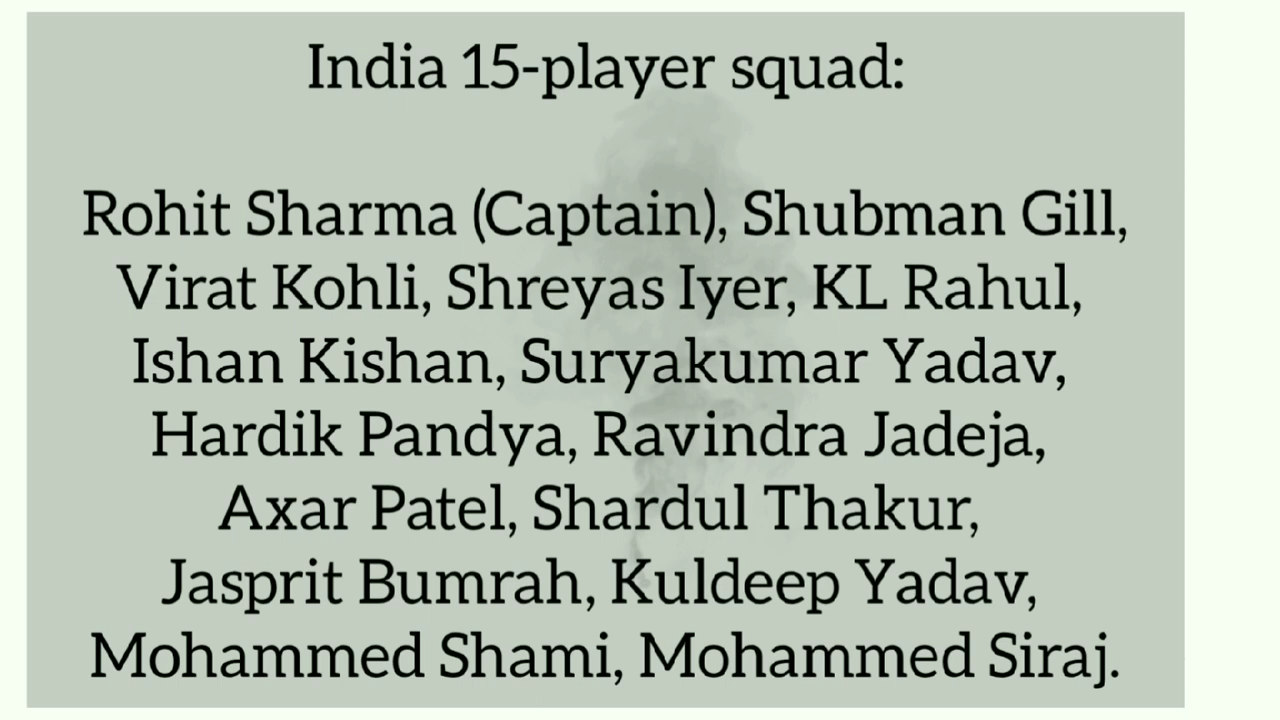 India 15-player squad:
Rohit Sharma (Captain), Shubman Gill,
Virat Kohli, Shreyas Iyer, KL Rahul,
Ishan Kishan, Suryakumar Yadav,
Hardik Pandya, Ravindra Jadeja,
Axar Patel, Shardul Thakur,
Jasprit Bumrah, Kuldeep Yadav,
Mohammed Shami, Mohammed Siraj.